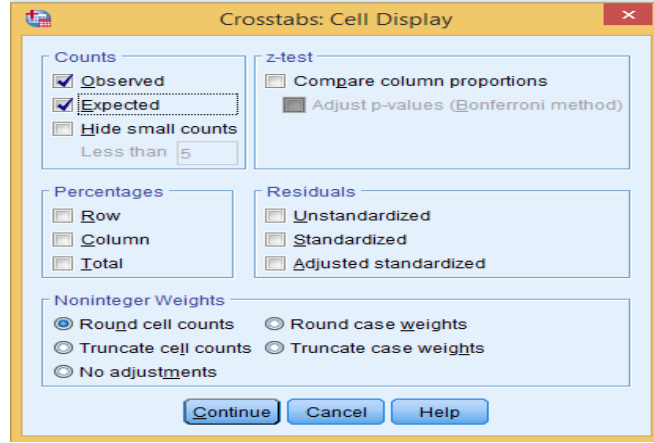 Crosstabs: Cell Display
Counts
Observed
Expected
Hide small counts
Less than 5
z-test
Compare column proportions
Adjust p-values (Bonferroni method)
Percentages
Row
Column
Total
Residuals
Unstandardized
Standardized
Adjusted standardized
Noninteger Weights
Round cell counts
Round case weights
Truncate cell counts
Truncate case weights
No adjustments
Continue
Cancel
Help